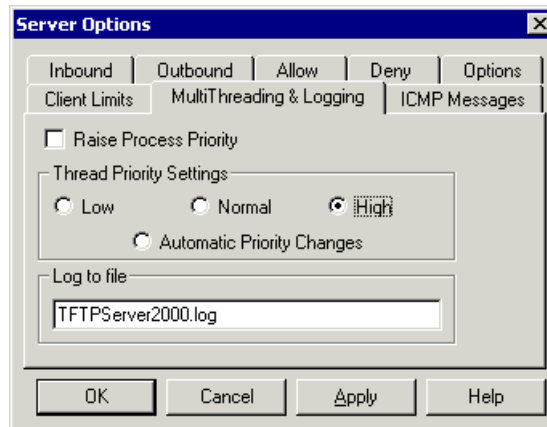 Server Options
Inbound Outbound Allow Deny Options
Client Limits MultiThreading & Logging ICMP Messages
Raise Process Priority
Thread Priority Settings
Low Normal High
Automatic Priority Changes
Log to file
TFTPServer2000.log
OK Cancel Apply Help